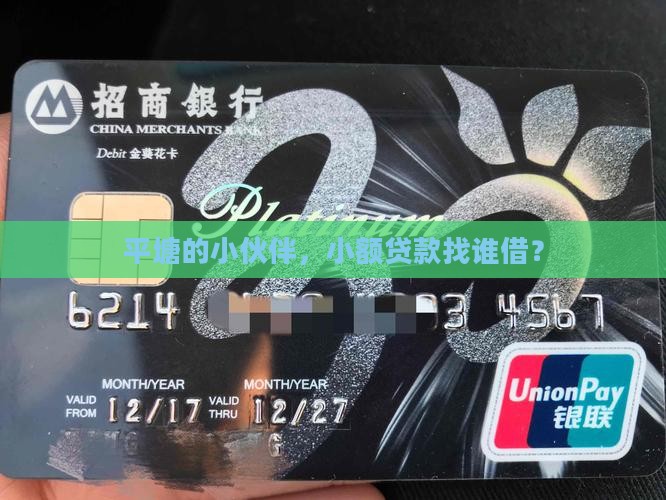 招商銀行
CHINA MERCHANTS BANK
Debit 金葵花卡
Platinum
平塘的小伙伴，小额贷款找谁借？
6214 03 4567
MONTH/YEAR MONTH/YEAR
VALID FROM 12/17 VALID THRU 12/27
UnionPay
银联